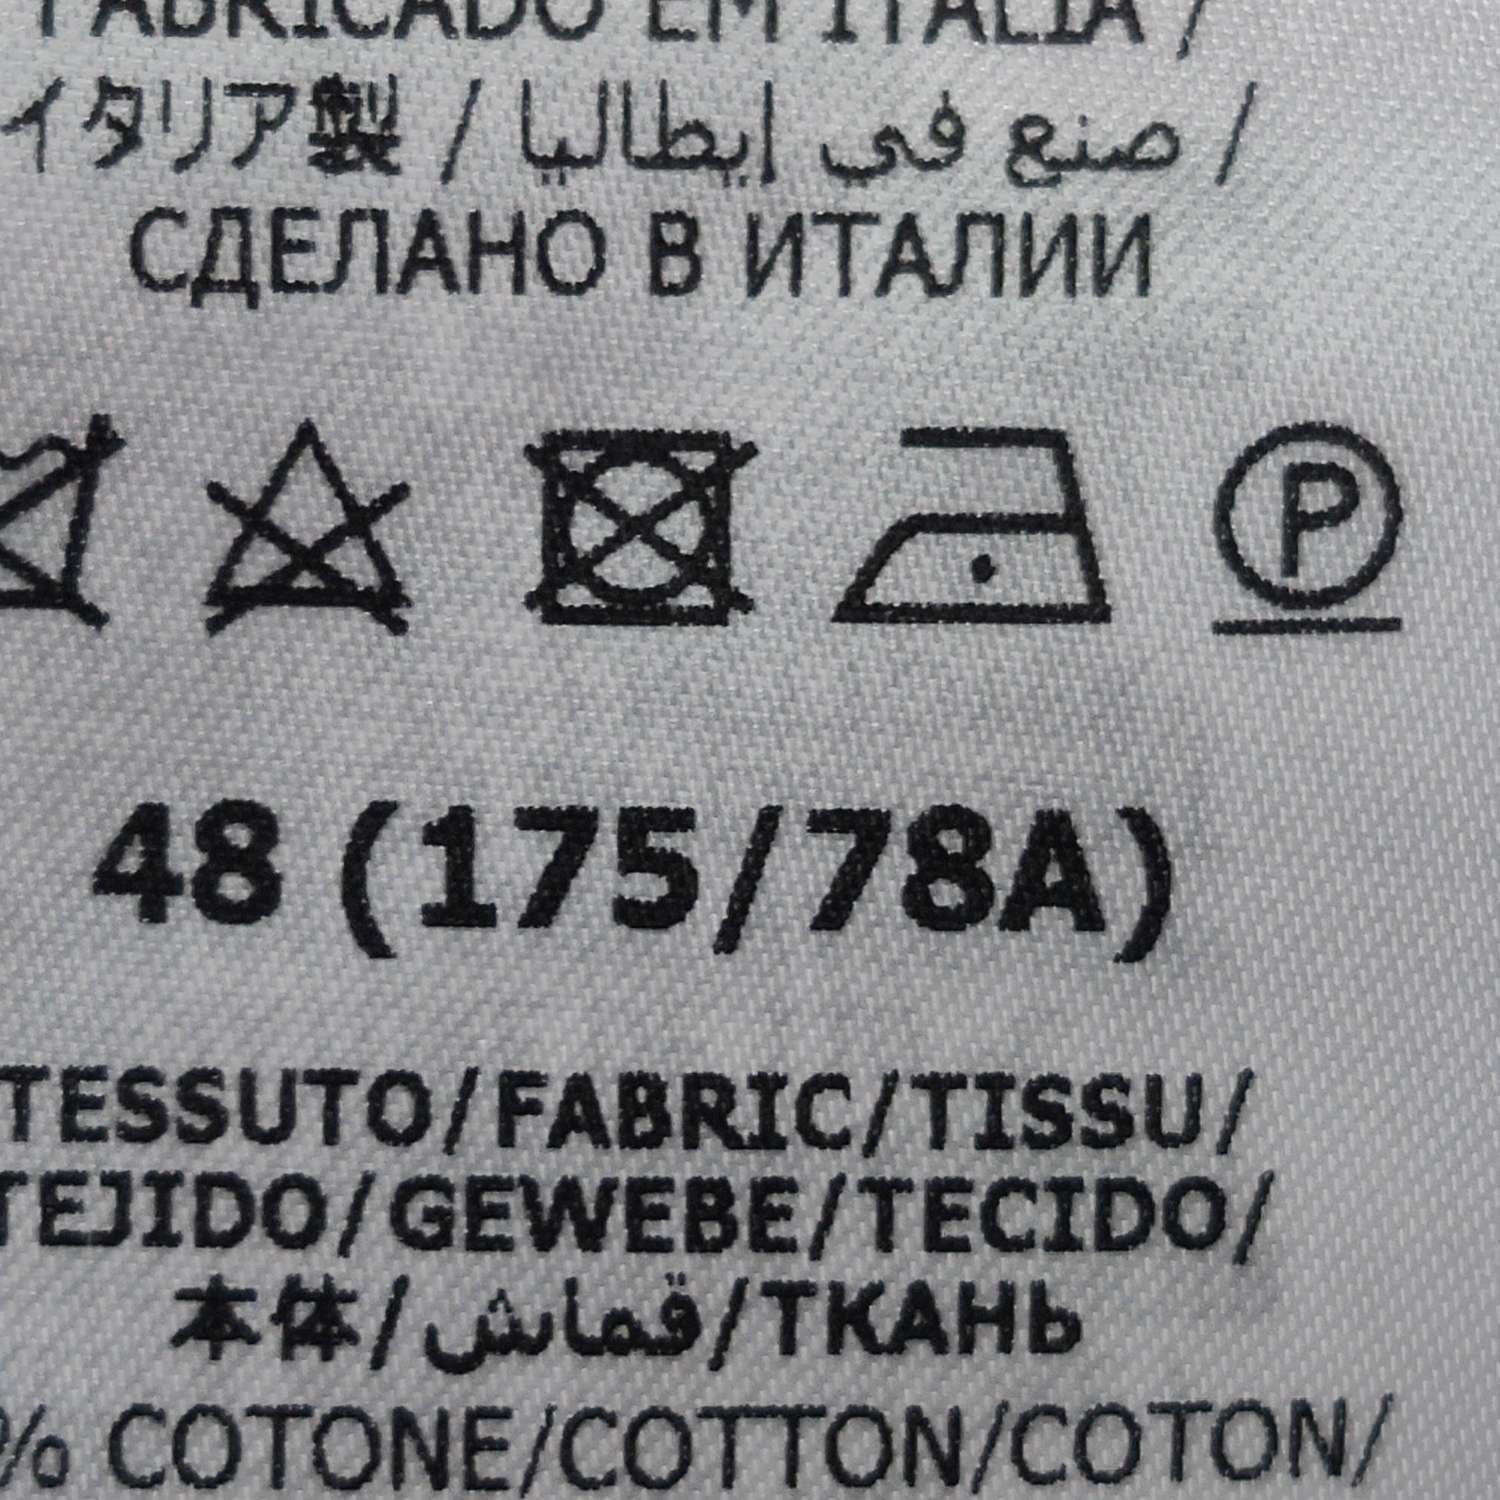 FABRICADO EM ITALIA /
イタリア製 / صنع في إيطاليا /
СДЕЛАНО В ИТАЛИИ
P
48 (175/78A)
TESSUTO/FABRIC/TISSU/
TEJIDO/GEWEBE/TECIDO/
本体/قماش/ТКАНЬ
% COTONE/COTTON/COTON/